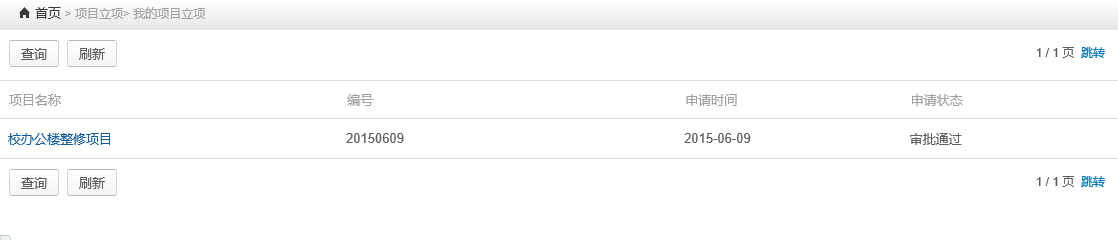 首页 > 项目立项> 我的项目立项
查询 刷新 1 / 1 页 跳转
项目名称 编号 申请时间 申请状态
校办公楼整修项目 20150609 2015-06-09 审批通过
查询 刷新 1 / 1 页 跳转